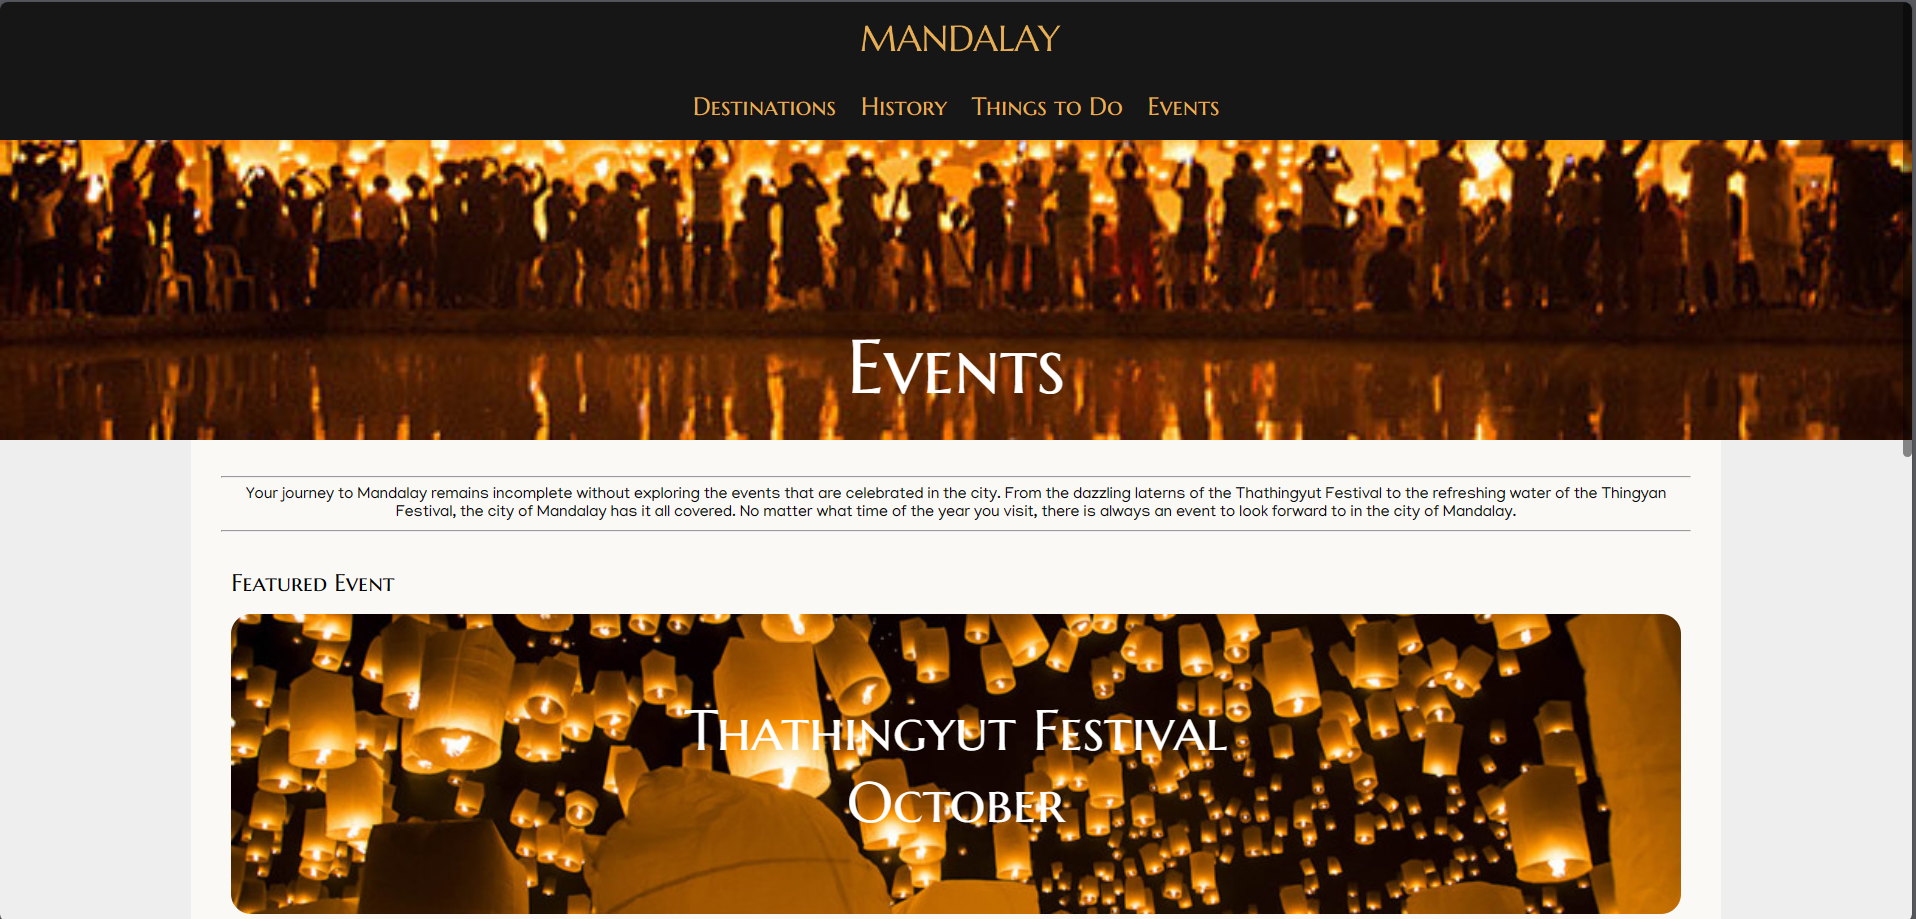 MANDALAY
Destinations History Things to Do Events
Events
Your journey to Mandalay remains incomplete without exploring the events that are celebrated in the city. From the dazzling laterns of the Thathingyut Festival to the refreshing water of the Thingyan
Festival, the city of Mandalay has it all covered. No matter what time of the year you visit, there is always an event to look forward to in the city of Mandalay.
Featured Event
Thathingyut Festival
October